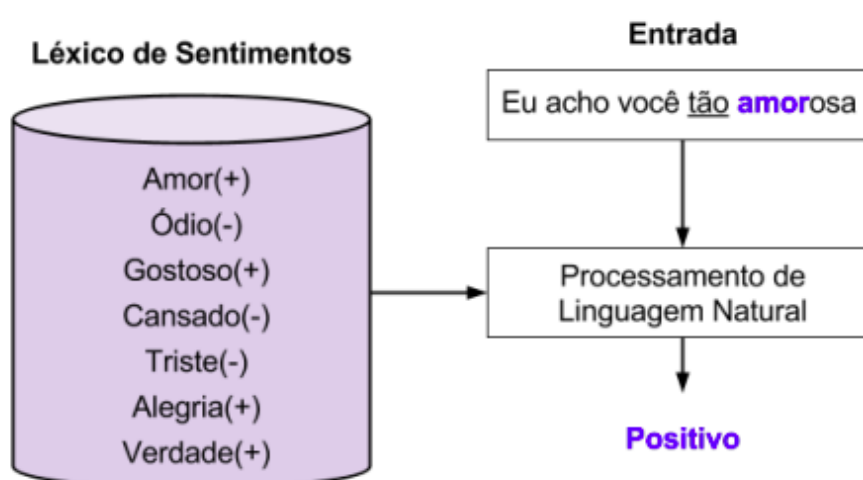 Léxico de Sentimentos
Amor(+)
Ódio(-)
Gostoso(+)
Cansado(-)
Triste(-)
Alegria(+)
Verdade(+)
Entrada
Eu acho você tão amorosa
Processamento de
Linguagem Natural
Positivo